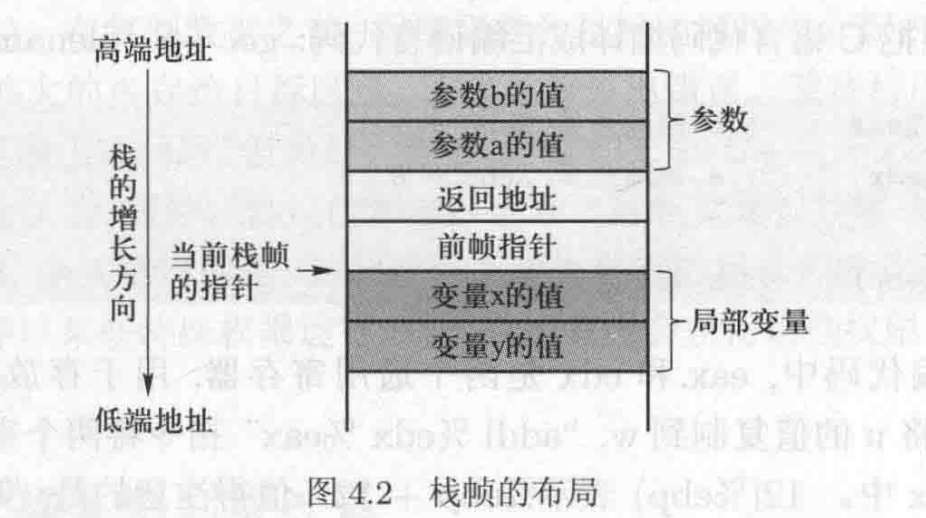 高端地址
栈的增长方向
低端地址
当前栈帧
的指针
参数b的值
参数a的值
返回地址
前帧指针
变量x的值
变量y的值
参数
局部变量
图 4.2 栈帧的布局